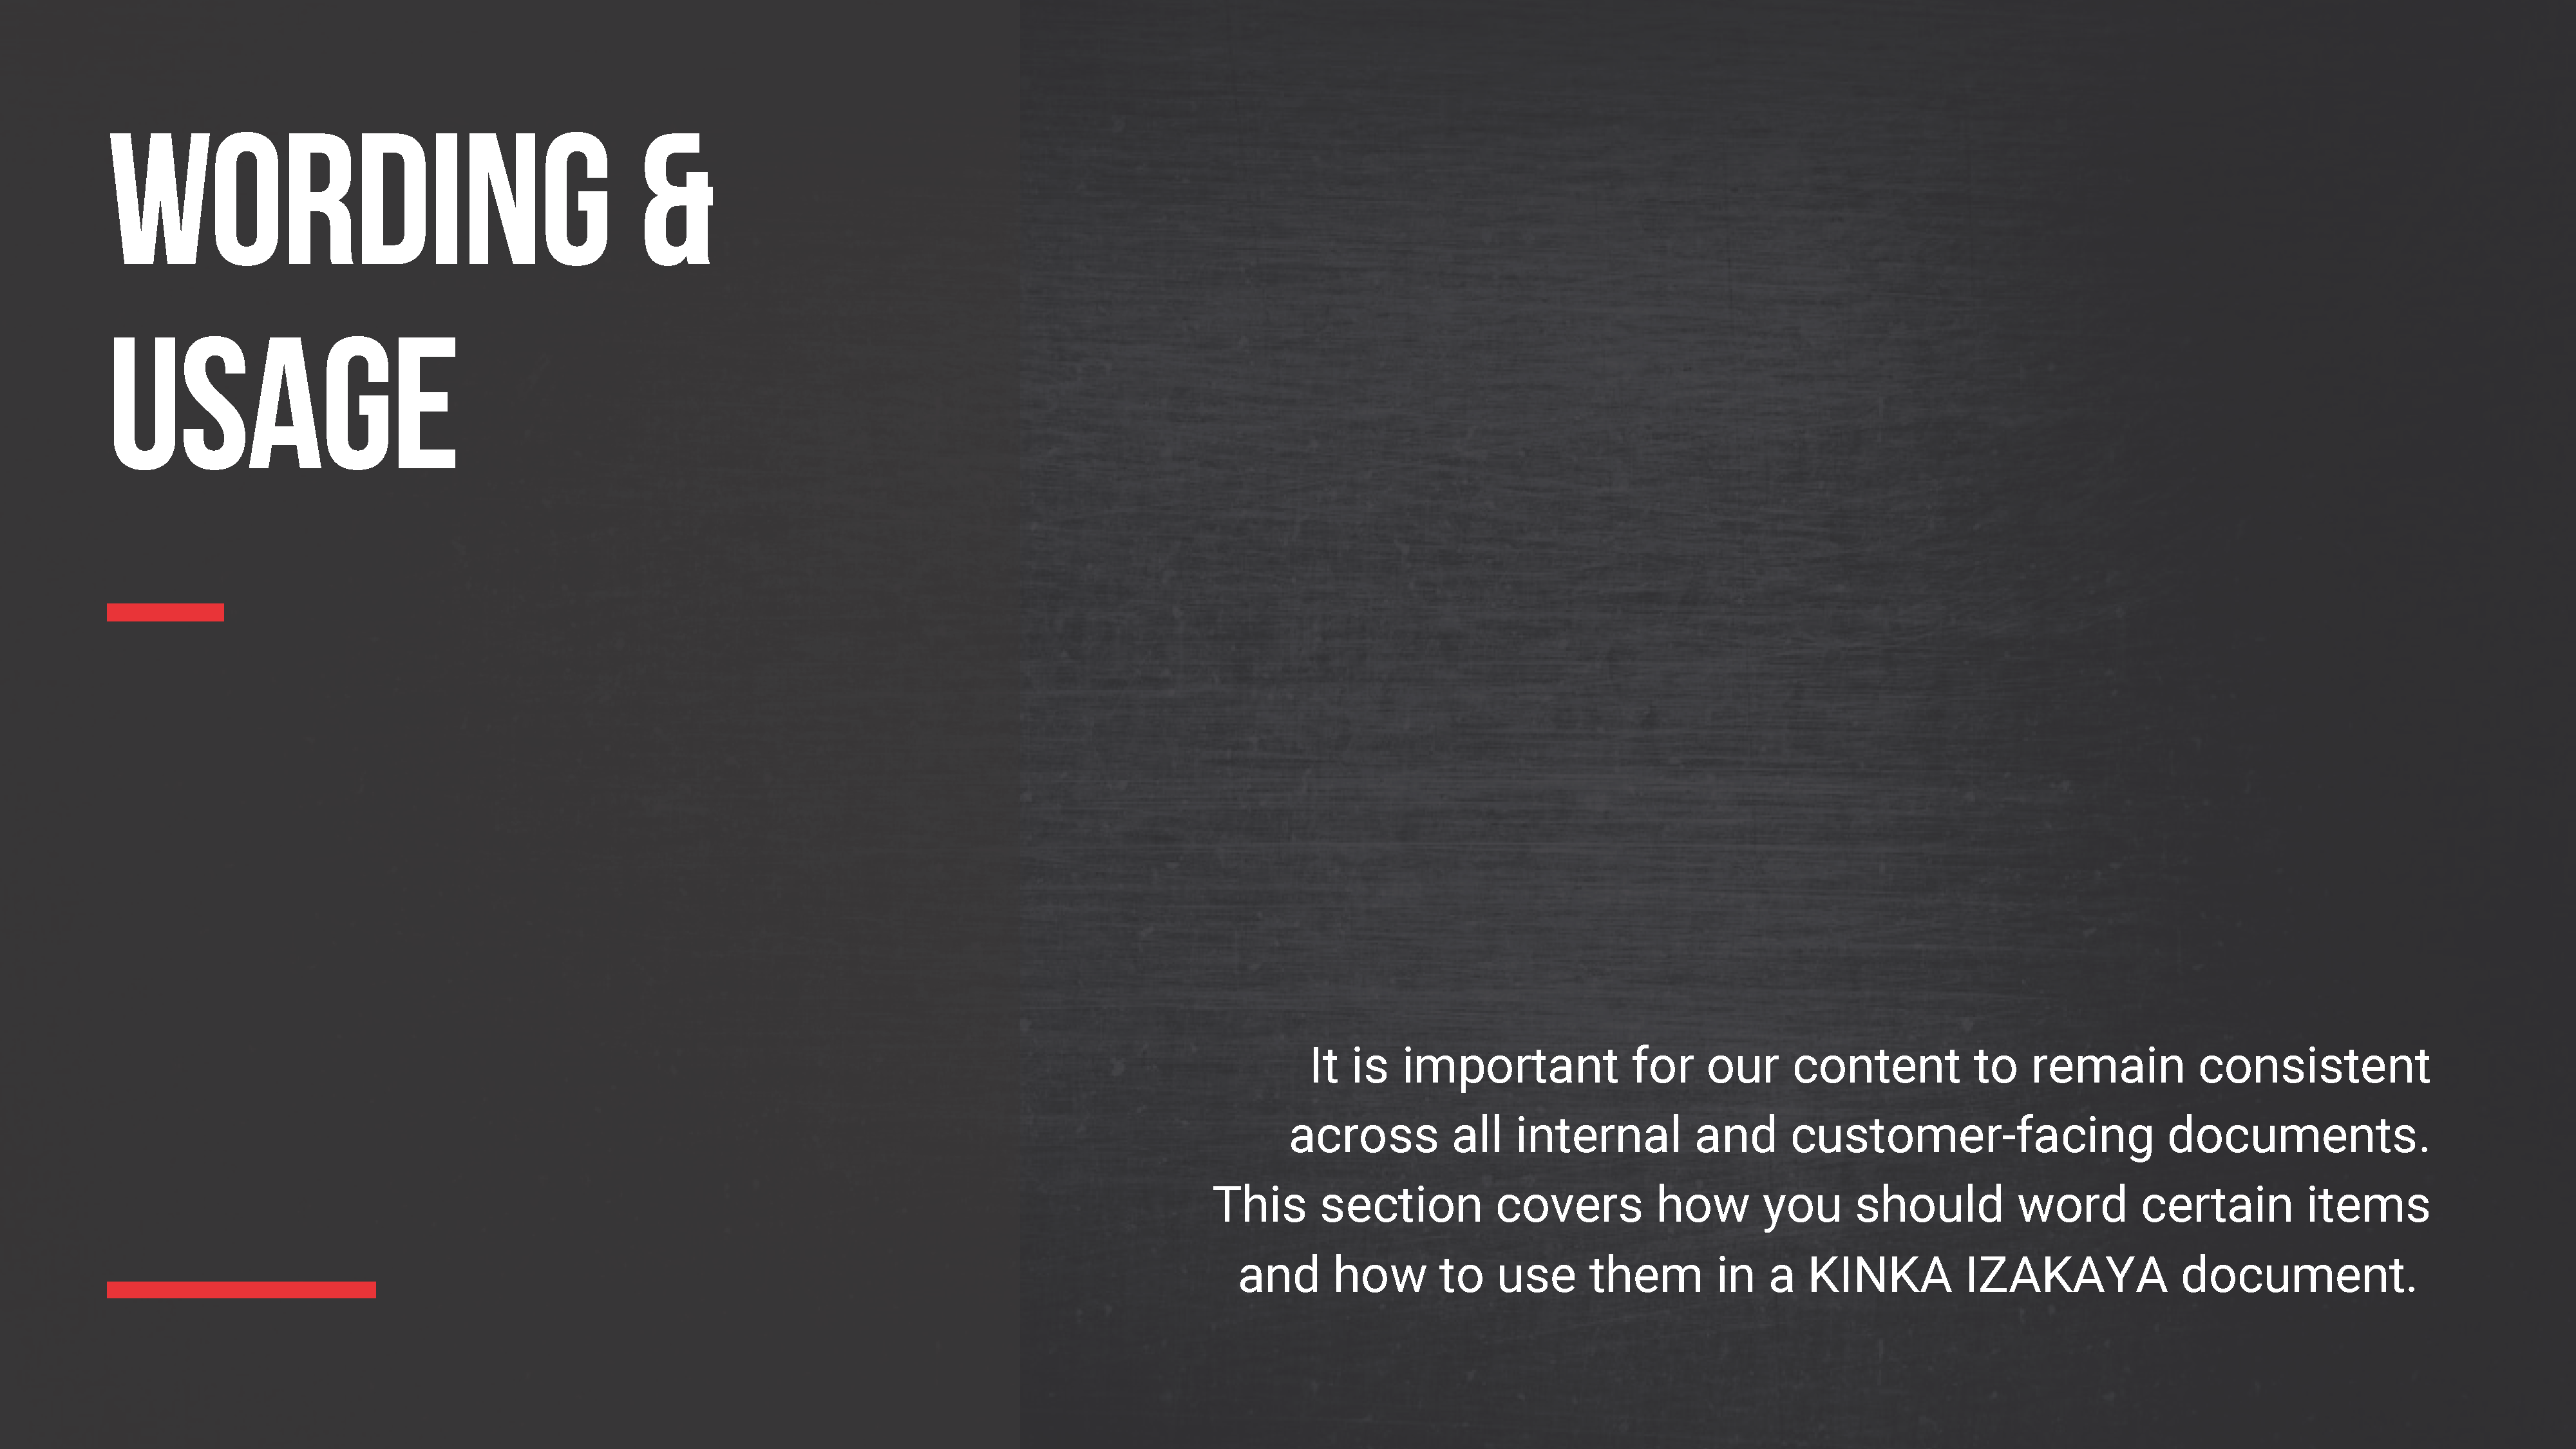 WORDING &
USAGE
It is important for our content to remain consistent
across all internal and customer-facing documents.
This section covers how you should word certain items
and how to use them in a KINKA IZAKAYA document.